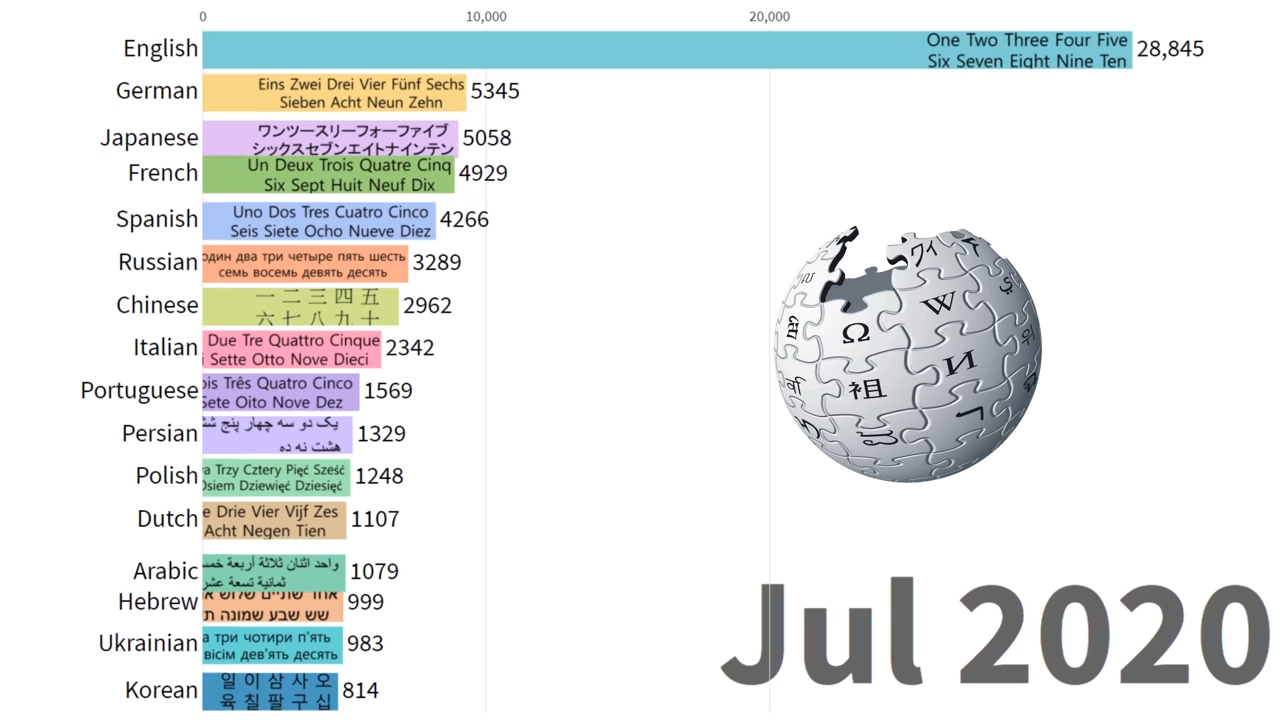 0 10,000 20,000
English One Two Three Four Five 28,845
Six Seven Eight Nine Ten
German Eins Zwei Drei Vier Fünf Sechs 5345
Sieben Acht Neun Zehn
Japanese ワンツースリーフォーファイブ 5058
シックスセブンエイトナインテン
French Un Deux Trois Quatre Cinq 4929
Six Sept Huit Neuf Dix
Spanish Uno Dos Tres Cuatro Cinco 4266
Seis Siete Ocho Nueve Diez
Russian один два три четыре пять шесть 3289
семь восемь девять десять
Chinese 一 二 三 四 五 2962
六 七 八 九 十
Italian Due Tre Quattro Cinque 2342
Sette Otto Nove Dieci
Portuguese Três Quatro Cinco 1569
Sete Oito Nove Dez
Persian یک دو سه چهار پنج 1329
هشت نه ده
Polish Trzy Cztery Pięć Sześć 1248
Osiem Dziewięć Dziesięć
Dutch Drie Vier Vijf Zes 1107
Acht Negen Tien
Arabic واحد اثنان ثلاثة أربعة 1079
ثمانية تسعة
Hebrew אחד שתיים שלוש 999
שש שבע שמונה
Ukrainian три чотири п'ять 983
вісім дев'ять десять
Korean 일 이 삼 사 오 814
육 칠 팔 구 십
Ω W И 祖 ウィ
Jul 2020